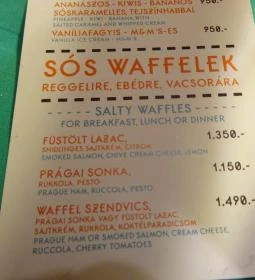 ANANÁSZOS - KIWIS - BANÁNOS 950.-
SÓSKARAMELLES, TEJSZÍNHABBAL
PINEAPPLE - KIWI - BANANA WITH
SALTED CARAMEL AND WHIPPED CREAM
VANÍLIAFAGYIS - M&M'S-ES 950.-
VANILLA ICE CREAM - M&M'S
SÓS WAFFELEK
REGGELIRE, EBÉDRE, VACSORÁRA
SALTY WAFFLES
FOR BREAKFAST, LUNCH OR DINNER
FÜSTÖLT LAZAC, 1.350.-
SNIDLINGES SAJTKRÉM, CITROM
SMOKED SALMON, CHIVE CREAM CHEESE, LEMON
PRÁGAI SONKA, 1.150.-
RUKKOLA, PESTO
PRAGUE HAM, RUCCOLA, PESTO
WAFFEL SZENDVICS, 1.490.-
PRÁGAI SONKA VAGY FÜSTÖLT LAZAC,
SAJTKRÉM, RUKKOLA, KOKTÉLPARADICSOM
PRAGUE HAM OR SMOKED SALMON, CREAM CHEESE,
RUCCOLA, CHERRY TOMATOES